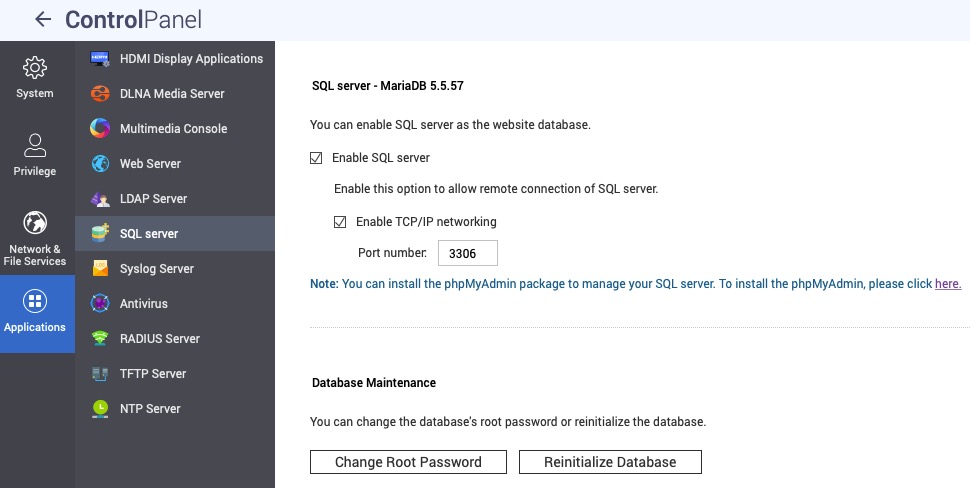 ControlPanel
System
Privilege
Network &
File Services
Applications
HDMI Display Applications
DLNA Media Server
Multimedia Console
Web Server
LDAP Server
SQL server
Syslog Server
Antivirus
RADIUS Server
TFTP Server
NTP Server
SQL server - MariaDB 5.5.57
You can enable SQL server as the website database.
Enable SQL server
Enable this option to allow remote connection of SQL server.
Enable TCP/IP networking
Port number: 3306
Note: You can install the phpMyAdmin package to manage your SQL server. To install the phpMyAdmin, please click here.
Database Maintenance
You can change the database's root password or reinitialize the database.
Change Root Password Reinitialize Database